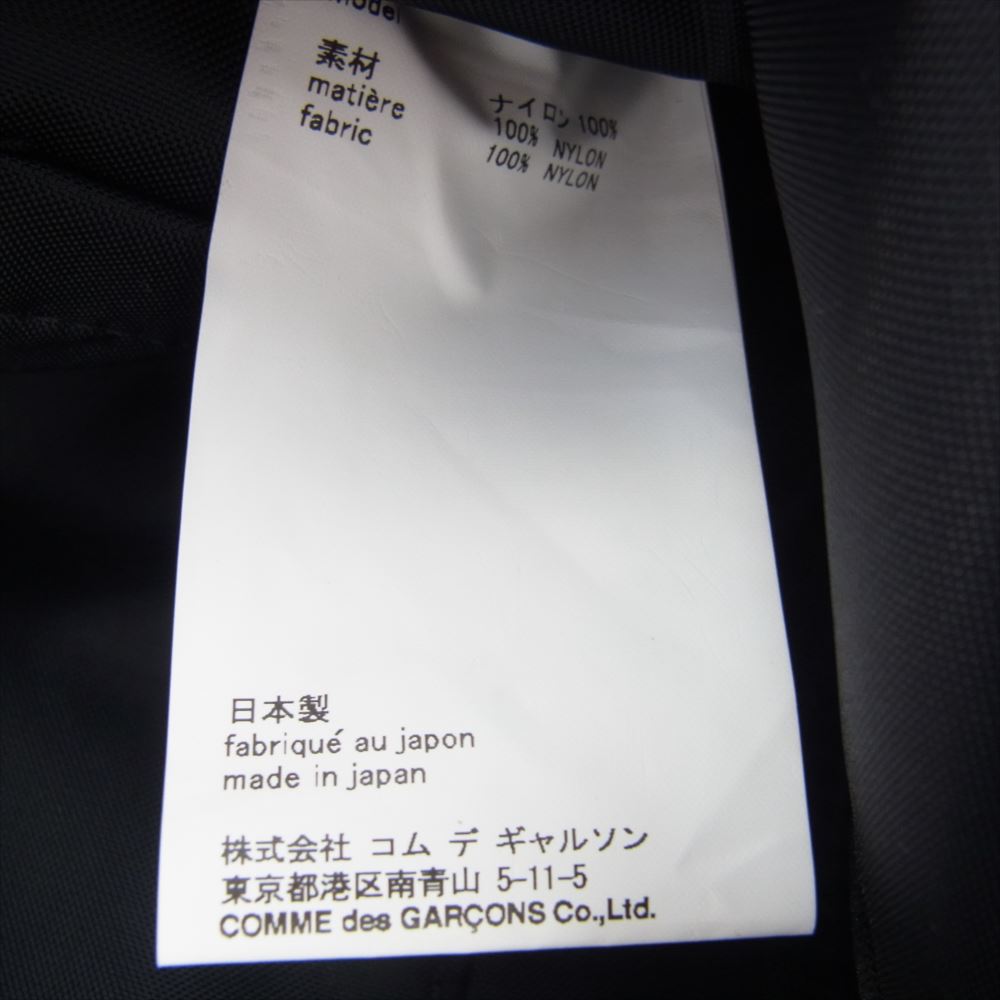 model
素材
matière
fabric
ナイロン 100%
100% NYLON
100% NYLON
日本製
fabriqué au japon
made in japan
株式会社 コム デ ギャルソン
東京都港区南青山 5-11-5
COMME des GARÇONS Co.,Ltd.